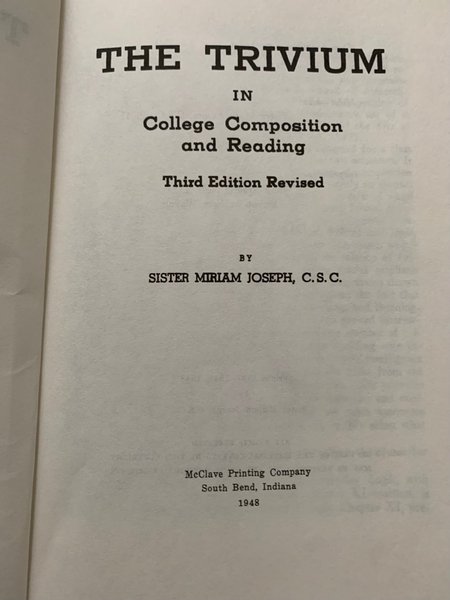 THE TRIVIUM
IN
College Composition
and Reading
Third Edition Revised
BY
SISTER MIRIAM JOSEPH, C.S.C.
McClave Printing Company
South Bend, Indiana
1948